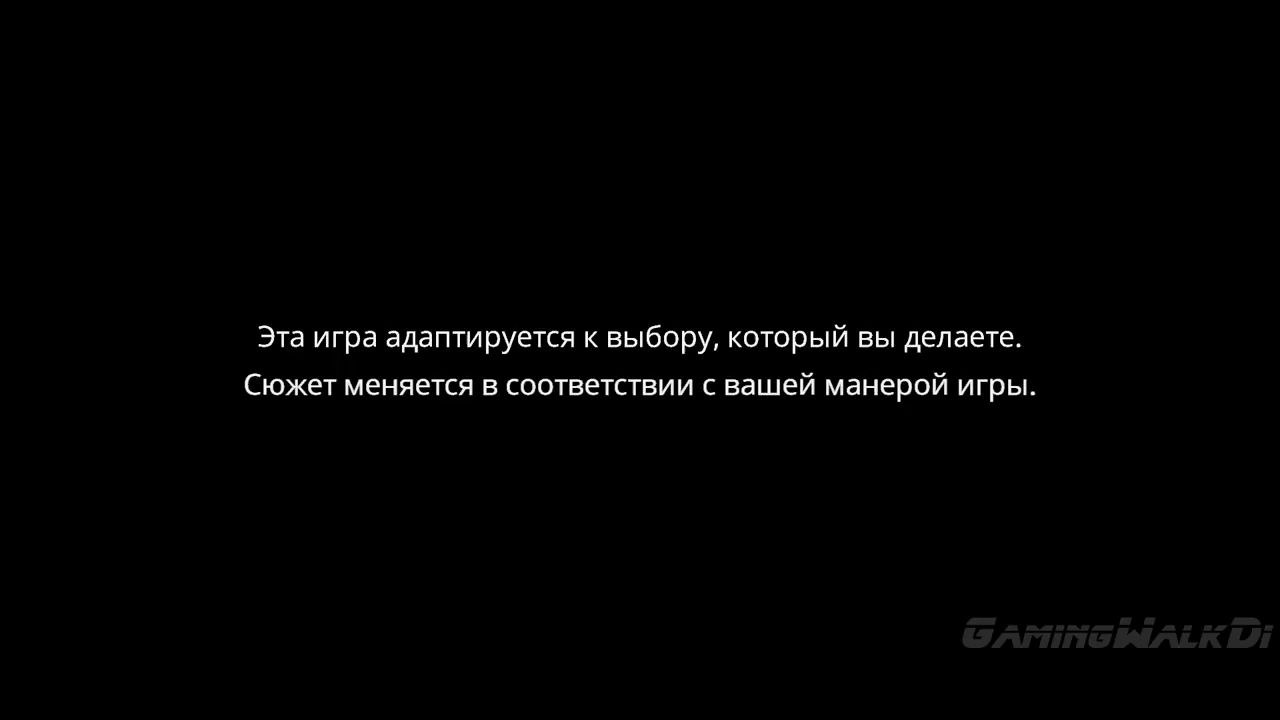 Эта игра адаптируется к выбору, который вы делаете.
Сюжет меняется в соответствии с вашей манерой игры.
GamingWalkDi